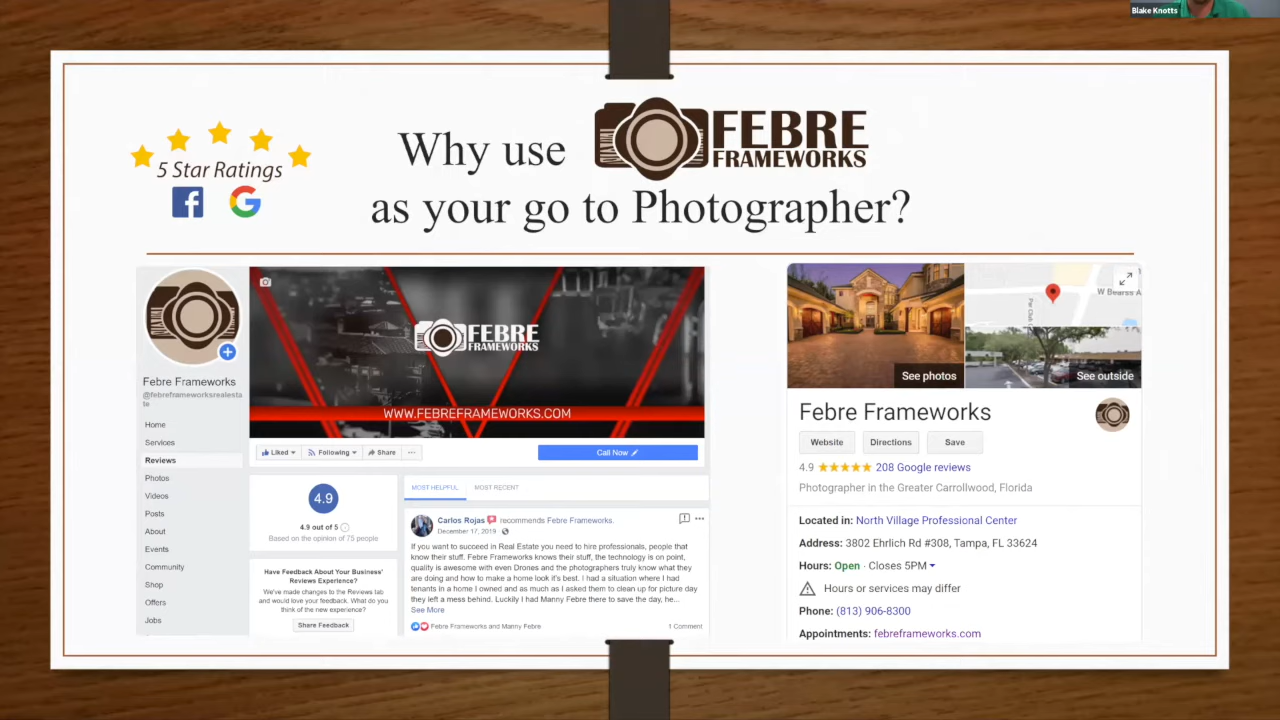 Blake Knotts
5 Star Ratings
Why use
FEBRE
FRAMEWORKS
as your go to Photographer?
Febre Frameworks
@febreframeworksrealesta
te
Home
Services
Reviews
Photos
Videos
Posts
About
Events
Community
Shop
Offers
Jobs
FEBRE
FRAMEWORKS
WWW.FEBREFRAMEWORKS.COM
Liked
Following
Share
Call Now
4.9
4.9 out of 5
Based on the opinion of 75 people
Have Feedback About Your Business'
Reviews Experience?
We've made changes to the Reviews tab
and would love your feedback. What do you
think of the new experience?
Share Feedback
MOST HELPFUL
MOST RECENT
Carlos Rojas recommends Febre Frameworks.
December 17, 2019
If you want to succeed in Real Estate you need to hire professionals, people that
know their stuff. Febre Frameworks knows their stuff, the technology is on point,
quality is awesome with even Drones and the photographers truly know what they
are doing and how to make a home look it's best. I had a situation where I had
tenants in a home I owned and as much as I asked them to clean up for picture day
they left a mess behind. Luckily I had Manny Febre there to save the day, he...
See More
Febre Frameworks and Manny Febre
1 Comment
W Bearss A
See photos
See outside
Febre Frameworks
Website
Directions
Save
4.9 208 Google reviews
Photographer in the Greater Carrollwood, Florida
Located in: North Village Professional Center
Address: 3802 Ehrlich Rd #308, Tampa, FL 33624
Hours: Open · Closes 5PM
Hours or services may differ
Phone: (813) 906-8300
Appointments: febreframeworks.com